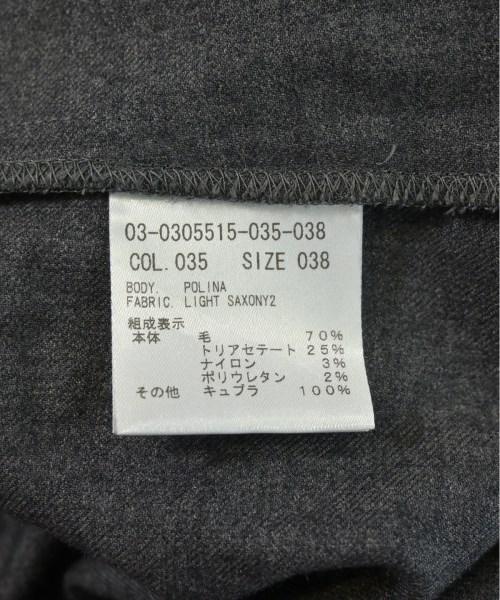 03-0305515-035-038
COL.035 SIZE 038
BODY. POLINA
FABRIC. LIGHT SAXONY2
組成表示
本体 毛 70%
トリアセテート 25%
ナイロン 3%
ポリウレタン 2%
その他 キュプラ 100%